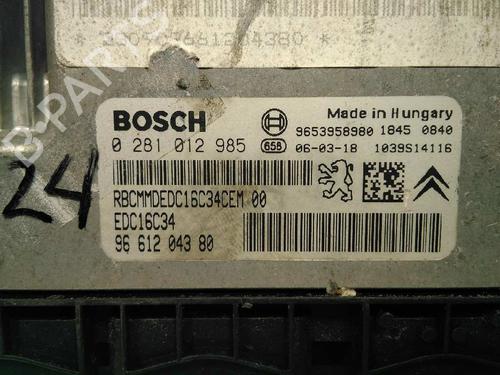 BOSCH
Made in Hungary
9653958980 1845 0840
0 281 012 985
658
06-03-18 1039S14116
RBCMMDEDC16C34CEM 00
EDC16C34
96 612 043 80
24
B-PARTS